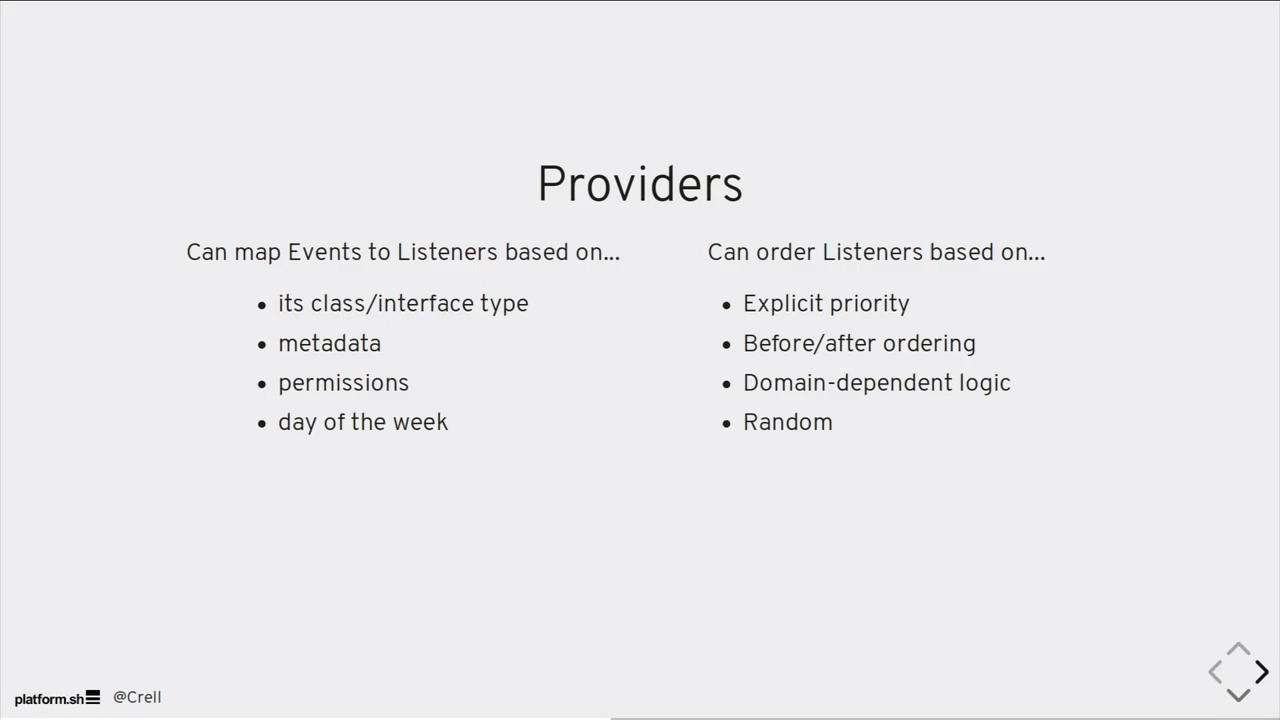 Providers
Can map Events to Listeners based on...
• its class/interface type
• metadata
• permissions
• day of the week
Can order Listeners based on...
• Explicit priority
• Before/after ordering
• Domain-dependent logic
• Random
platform.sh @Crell